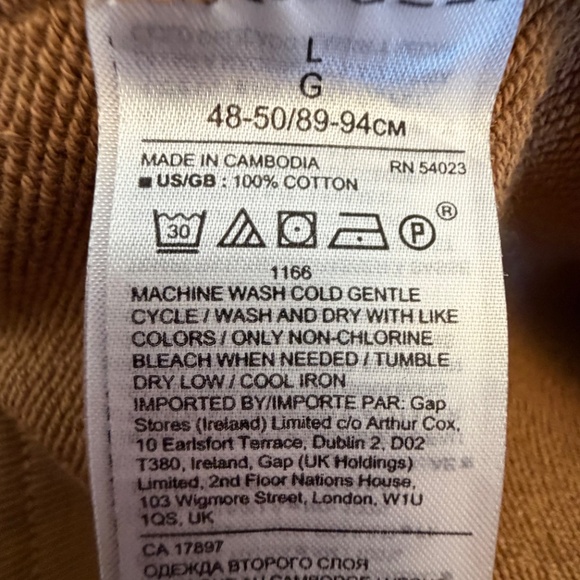 L
G
48-50/89-94CM
MADE IN CAMBODIA RN 54023
■ US/GB : 100% COTTON
30 P ®
1166
MACHINE WASH COLD GENTLE
CYCLE / WASH AND DRY WITH LIKE
COLORS / ONLY NON-CHLORINE
BLEACH WHEN NEEDED / TUMBLE
DRY LOW / COOL IRON
IMPORTED BY/IMPORTE PAR: Gap
Stores (Ireland) Limited c/o Arthur Cox,
10 Earlsfort Terrace, Dublin 2, D02
T380, Ireland, Gap (UK Holdings)
Limited, 2nd Floor Nations House,
103 Wigmore Street, London, W1U
1QS, UK
CA 17897
ОДЕЖДА ВТОРОГО СЛОЯ